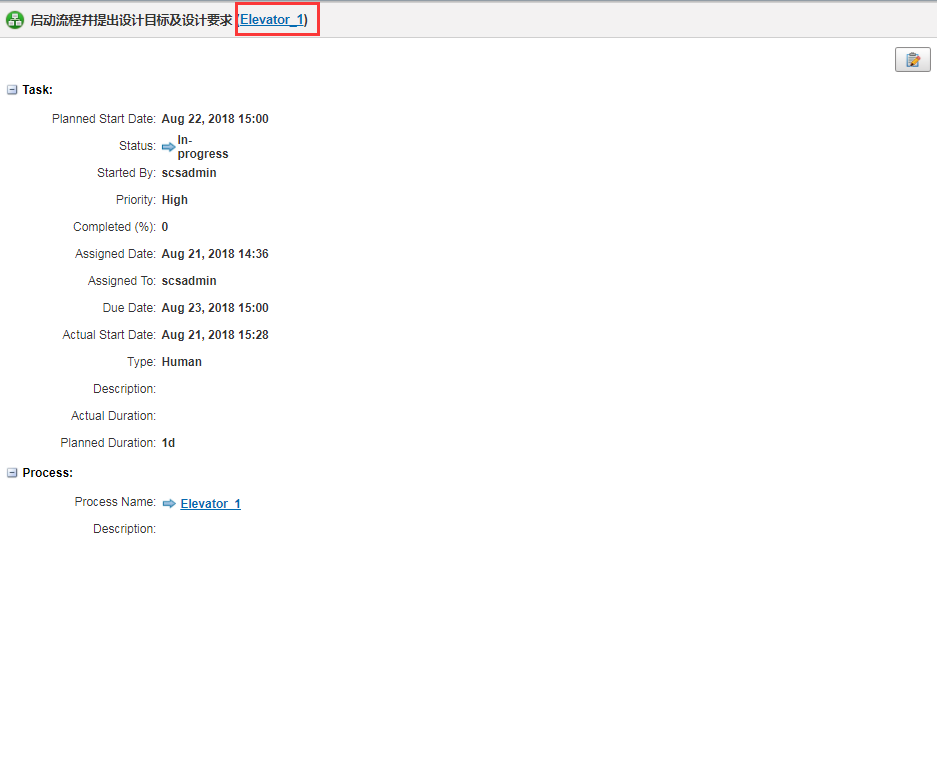 启动流程并提出设计目标及设计要求 (Elevator_1)
Task:
Planned Start Date: Aug 22, 2018 15:00
Status: In-
progress
Started By: scsadmin
Priority: High
Completed (%): 0
Assigned Date: Aug 21, 2018 14:36
Assigned To: scsadmin
Due Date: Aug 23, 2018 15:00
Actual Start Date: Aug 21, 2018 15:28
Type: Human
Description:
Actual Duration:
Planned Duration: 1d
Process:
Process Name: Elevator_1
Description: